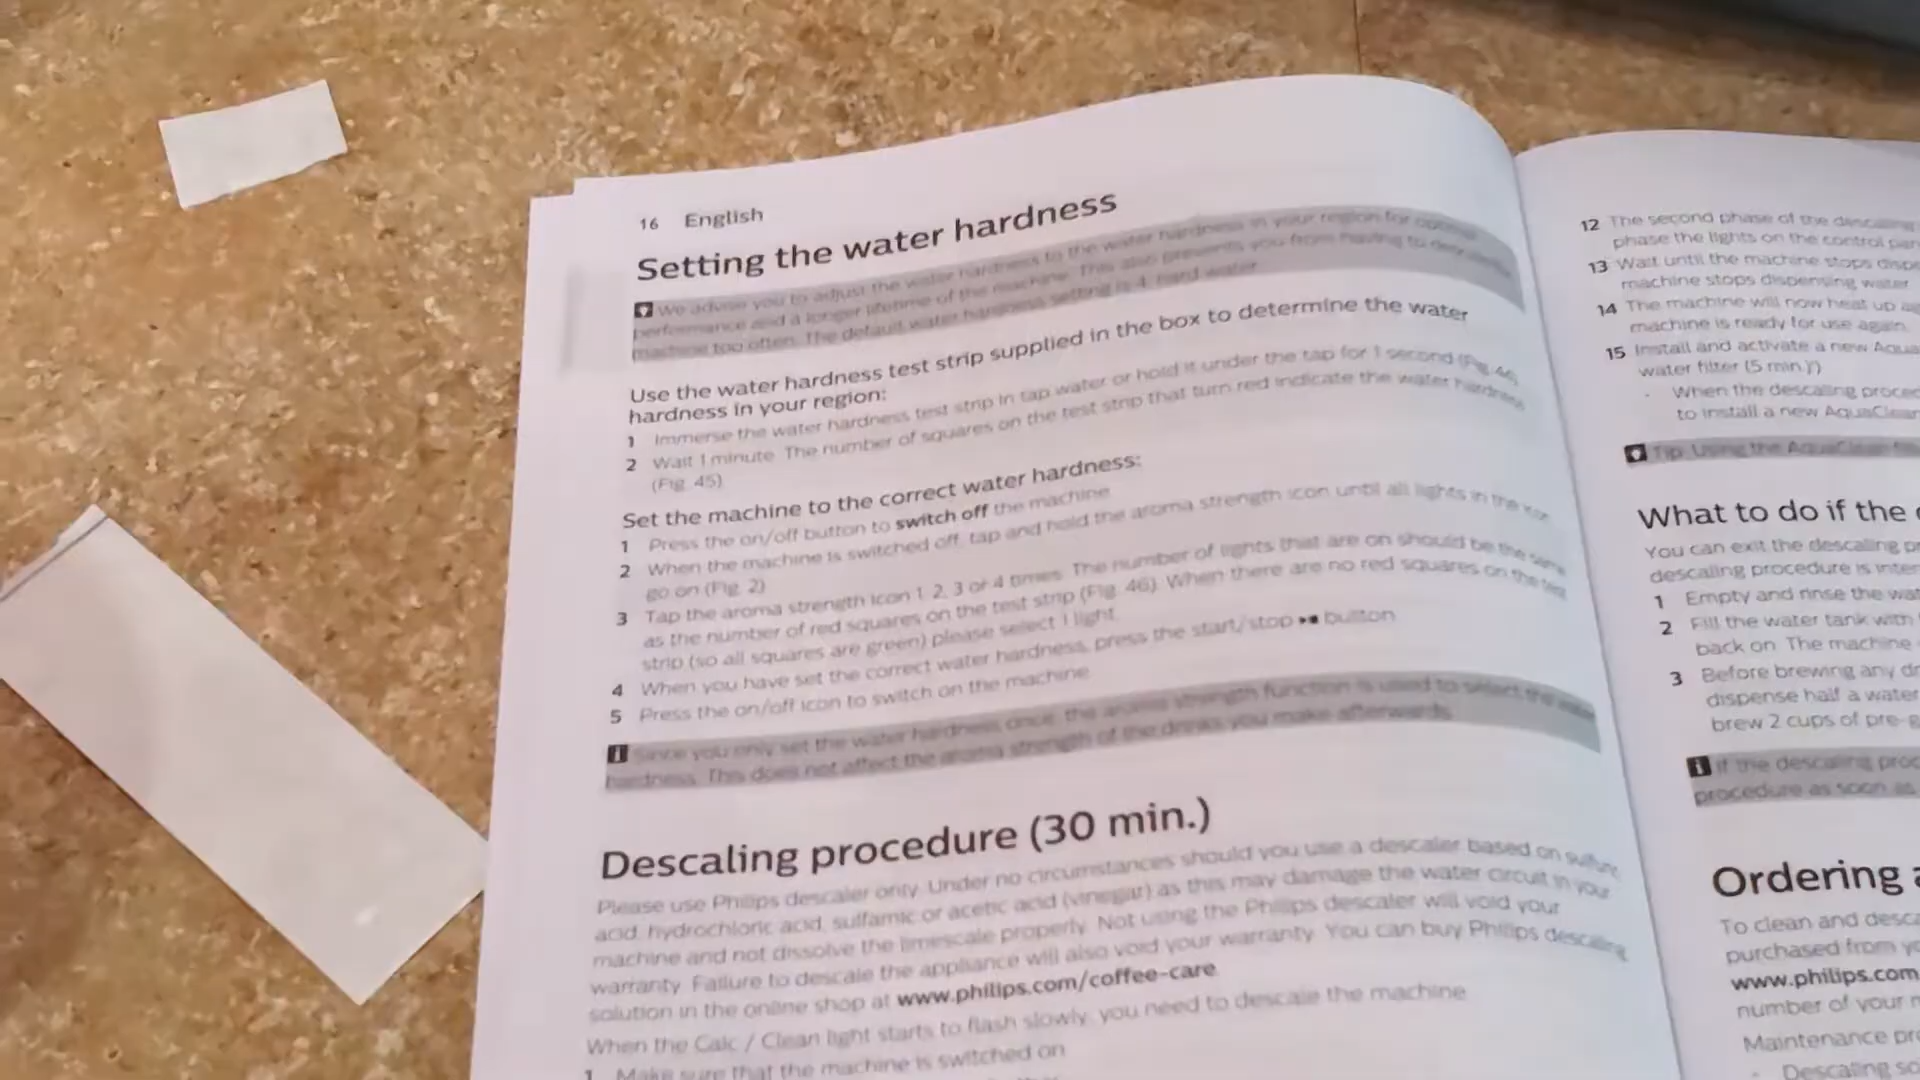 16 English
Setting the water hardness
We advise you to adjust the water hardness to the water hardness in your region for optimal
performance and a longer lifetime of the machine. This also prevents you from having to descale the
machine too often. The default water hardness setting is 4: hard water.
Use the water hardness test strip supplied in the box to determine the water
hardness in your region:
1 Immerse the water hardness test strip in tap water or hold it under the tap for 1 second (Fig. 44).
2 Wait 1 minute. The number of squares on the test strip that turn red indicate the water hardness
(Fig. 45).
Set the machine to the correct water hardness:
1 Press the on/off button to switch off the machine.
2 When the machine is switched off, tap and hold the aroma strength icon until all lights in the icon
go on (Fig. 2).
3 Tap the aroma strength icon 1, 2, 3 or 4 times. The number of lights that are on should be the same
as the number of red squares on the test strip (Fig. 46). When there are no red squares on the test
strip (so all squares are green) please select 1 light.
4 When you have set the correct water hardness, press the start/stop button.
5 Press the on/off icon to switch on the machine.
Since you only set the water hardness once, the aroma strength function is used to select the water
hardness. This does not affect the aroma strength of the drinks you make afterwards.
Descaling procedure (30 min.)
Please use Philips descaler only. Under no circumstances should you use a descaler based on sulfuric
acid, hydrochloric acid, sulfamic or acetic acid (vinegar) as this may damage the water circuit in your
machine and not dissolve the limescale properly. Not using the Philips descaler will void your
warranty. Failure to descale the appliance will also void your warranty. You can buy Philips descaling
solution in the online shop at www.philips.com/coffee-care.
When the Calc / Clean light starts to flash slowly, you need to descale the machine.
1 Make sure that the machine is switched on.
12 The second phase of the descaling
phase the lights on the control pan
13 Wait until the machine stops dispe
machine stops dispensing water.
14 The machine will now heat up ag
machine is ready for use again.
15 Install and activate a new Aqua
water filter (5 min.)')
- When the descaling proced
to install a new AquaClean
Tip: Using the AquaClean filt
What to do if the
You can exit the descaling pr
descaling procedure is inter
1 Empty and rinse the wat
2 Fill the water tank with
back on. The machine
3 Before brewing any dr
dispense half a water
brew 2 cups of pre-g
If the descaling proc
procedure as soon as
Ordering a
To clean and desca
purchased from yo
www.philips.com
number of your m
Maintenance pro
- Descaling so